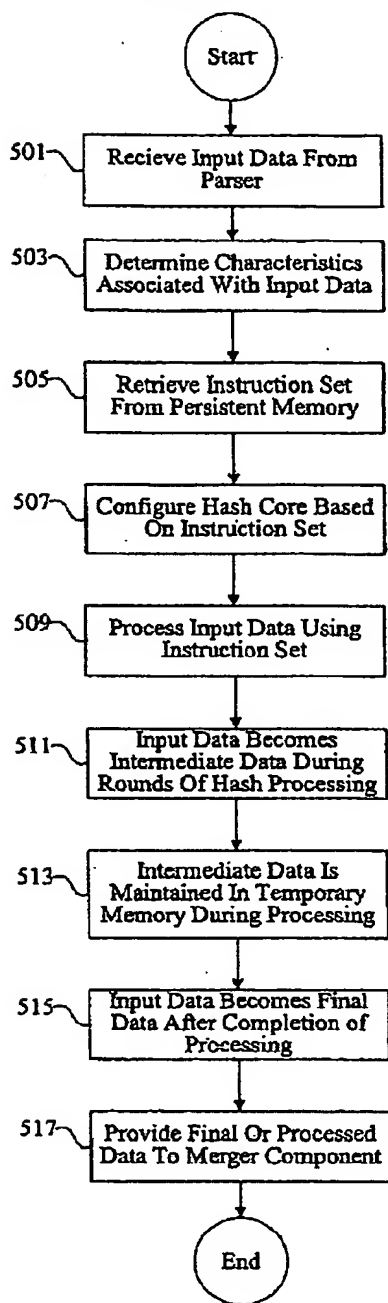 Start
501
Recieve Input Data From
Parser
503
Determine Characteristics
Associated With Input Data
505
Retrieve Instruction Set
From Persistent Memory
507
Configure Hash Core Based
On Instruction Set
509
Process Input Data Using
Instruction Set
511
Input Data Becomes
Intermediate Data During
Rounds Of Hash Processing
513
Intermediate Data Is
Maintained In Temporary
Memory During Processing
515
Input Data Becomes Final
Data After Completion of
Processing
517
Provide Final Or Processed
Data To Merger Component
End